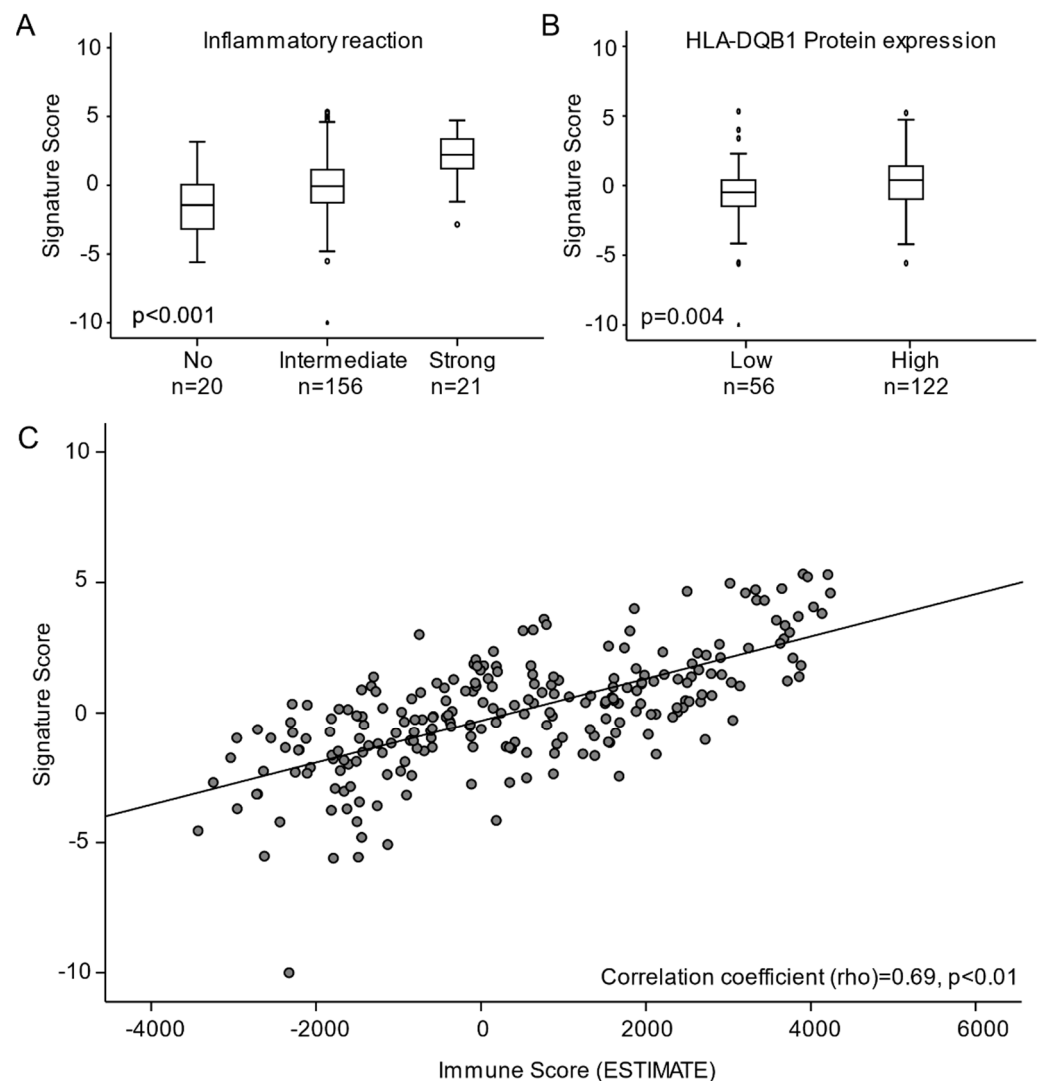 A
Inflammatory reaction
10
5
0
-5
-10
Signature Score
p<0.001
No
n=20
Intermediate
n=156
Strong
n=21
B
HLA-DQB1 Protein expression
10
5
0
-5
-10
Signature Score
p=0.004
Low
n=56
High
n=122
C
10
5
0
-5
-10
Signature Score
Correlation coefficient (rho)=0.69, p<0.01
-4000
-2000
0
2000
4000
6000
Immune Score (ESTIMATE)